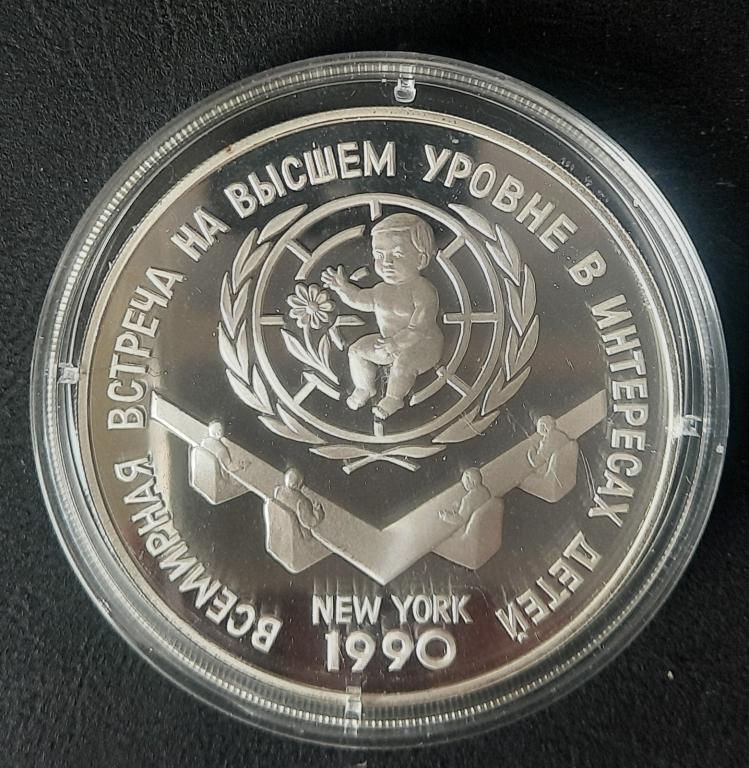 ВСЕМИРНАЯ ВСТРЕЧА НА ВЫСШЕМ УРОВНЕ В ИНТЕРЕСАХ ДЕТЕЙ
NEW YORK
1990